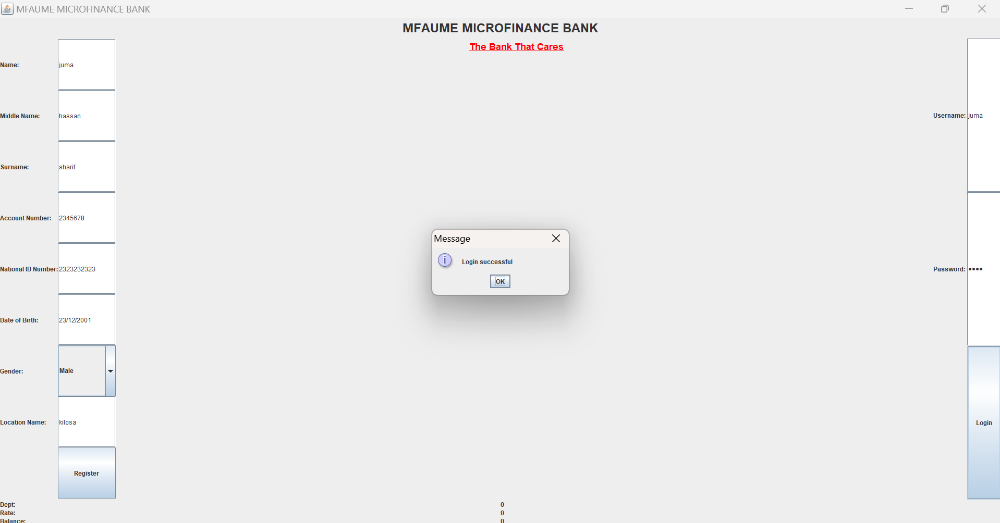 MFAUME MICROFINANCE BANK
MFAUME MICROFINANCE BANK
The Bank That Cares
Name: juma
Middle Name: hassan
Surname: sharif
Account Number: 2345678
National ID Number: 2323232323
Date of Birth: 23/12/2001
Gender: Male
Location Name: kilosa
Register
Message
Login successful
OK
Username: juma
Password: ••••
Login
Dept: 0
Rate: 0
Balance: 0